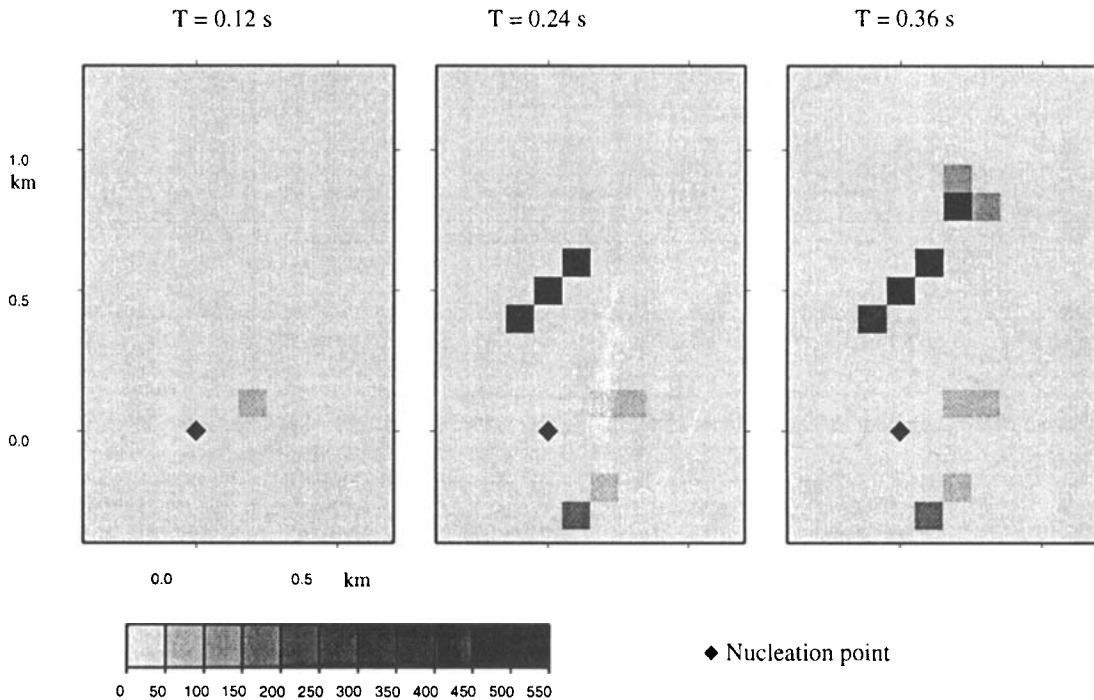 T = 0.12 s
T = 0.24 s
T = 0.36 s
1.0
km
0.5
0.0
0.0 0.5 km
0 50 100 150 200 250 300 350 400 450 500 550
Nucleation point